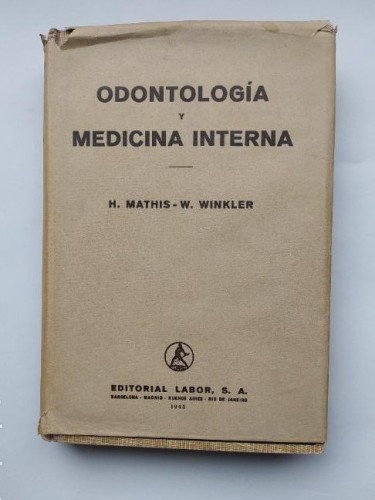 ODONTOLOGÍA
Y
MEDICINA INTERNA
H. MATHIS - W. WINKLER
EDITORIAL LABOR, S. A.
BARCELONA - MADRID - BUENOS AIRES - RIO DE JANEIRO